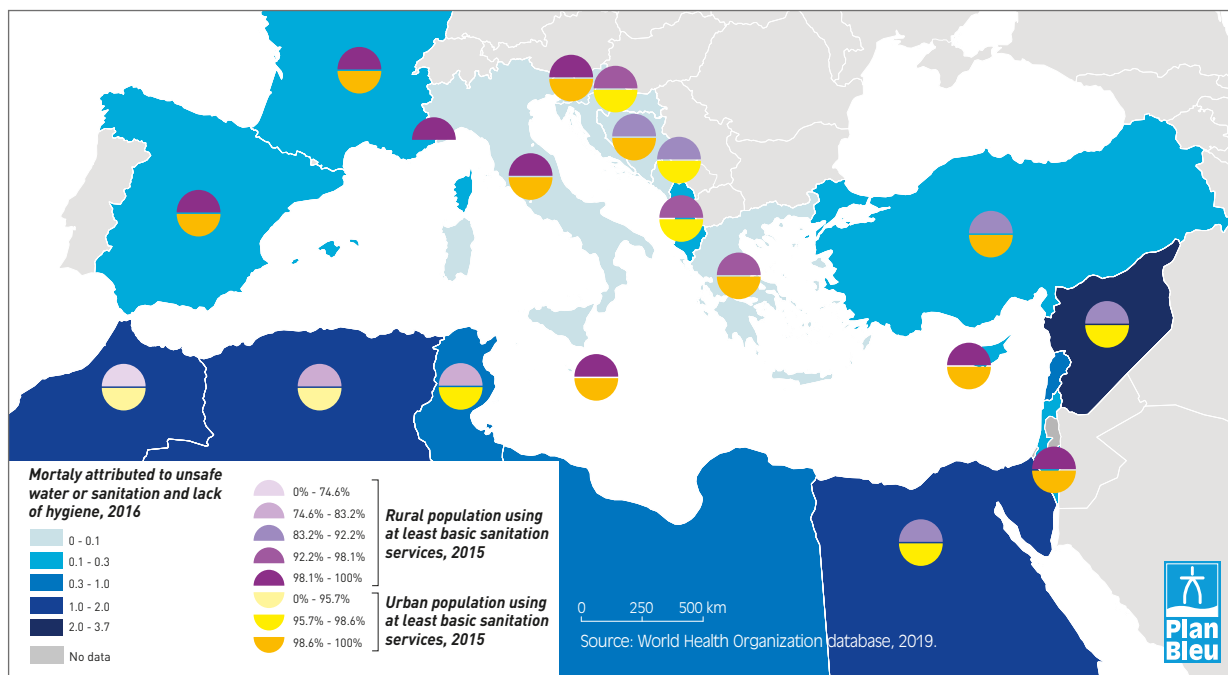 Mortaly attributed to unsafe
water or sanitation and lack
of hygiene, 2016
0 - 0.1
0.1 - 0.3
0.3 - 1.0
1.0 - 2.0
2.0 - 3.7
No data
0% - 74.6%
74.6% - 83.2%
83.2% - 92.2%
92.2% - 98.1%
98.1% - 100%
Rural population using
at least basic sanitation
services, 2015
0% - 95.7%
95.7% - 98.6%
98.6% - 100%
Urban population using
at least basic sanitation
services, 2015
0 250 500 km
Source: World Health Organization database, 2019.
Plan
Bleu